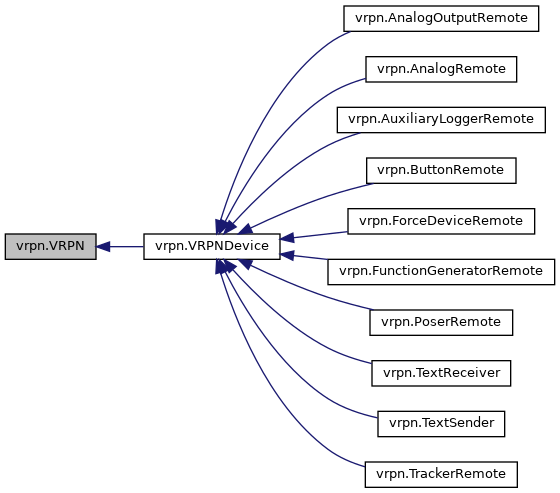 vrpn.AnalogOutputRemote
vrpn.AnalogRemote
vrpn.AuxiliaryLoggerRemote
vrpn.ButtonRemote
vrpn.ForceDeviceRemote
vrpn.VRPN
vrpn.VRPNDevice
vrpn.FunctionGeneratorRemote
vrpn.PoserRemote
vrpn.TextReceiver
vrpn.TextSender
vrpn.TrackerRemote